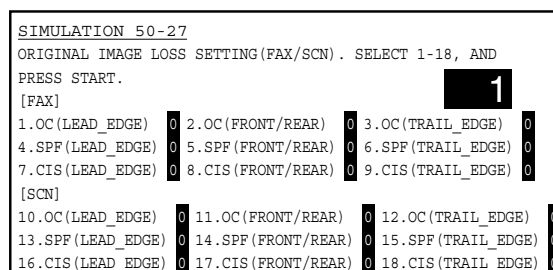 SIMULATION 50-27
ORIGINAL IMAGE LOSS SETTING(FAX/SCN). SELECT 1-18, AND
PRESS START.
1
[FAX]
1.OC(LEAD_EDGE) 0 2.OC(FRONT/REAR) 0 3.OC(TRAIL_EDGE) 0
4.SPF(LEAD_EDGE) 0 5.SPF(FRONT/REAR) 0 6.SPF(TRAIL_EDGE) 0
7.CIS(LEAD_EDGE) 0 8.CIS(FRONT/REAR) 0 9.CIS(TRAIL_EDGE) 0
[SCN]
10.OC(LEAD_EDGE) 0 11.OC(FRONT/REAR) 0 12.OC(TRAIL_EDGE) 0
13.SPF(LEAD_EDGE) 0 14.SPF(FRONT/REAR) 0 15.SPF(TRAIL_EDGE) 0
16.CIS(LEAD_EDGE) 0 17.CIS(FRONT/REAR) 0 18.CIS(TRAIL_EDGE) 0